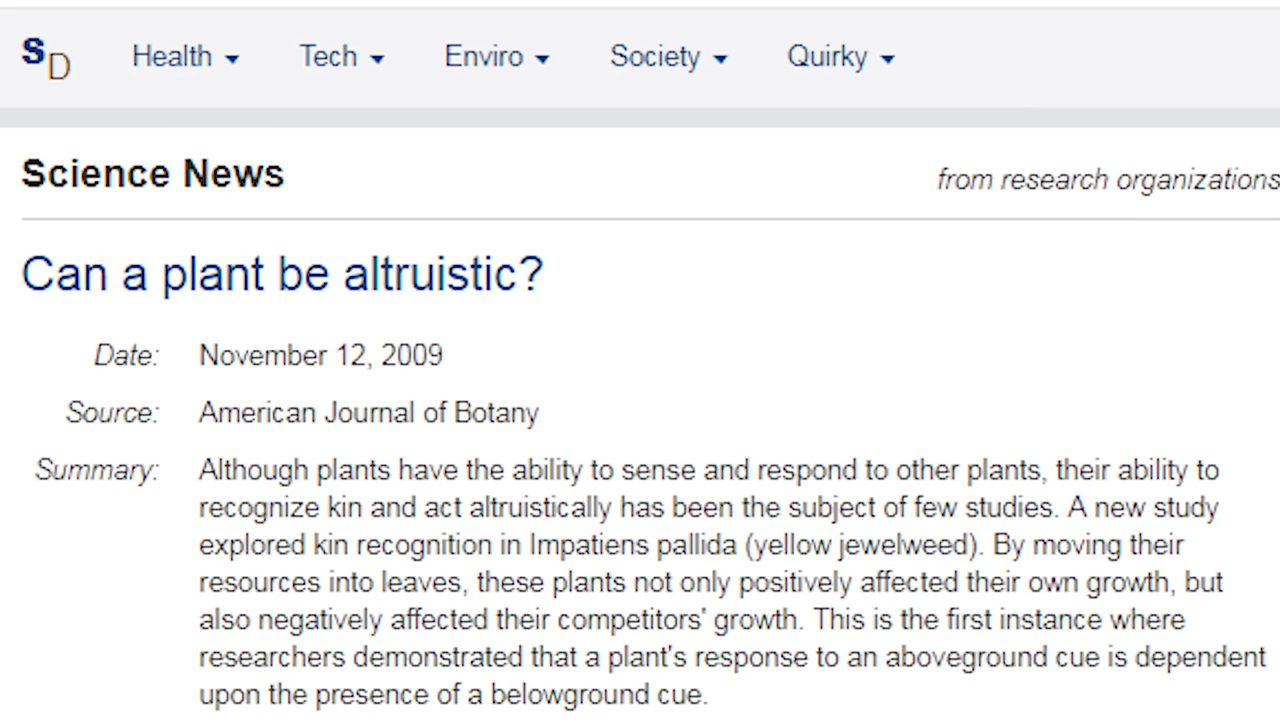 SD Health Tech Enviro Society Quirky
Science News from research organizations
Can a plant be altruistic?
Date: November 12, 2009
Source: American Journal of Botany
Summary: Although plants have the ability to sense and respond to other plants, their ability to
recognize kin and act altruistically has been the subject of few studies. A new study
explored kin recognition in Impatiens pallida (yellow jewelweed). By moving their
resources into leaves, these plants not only positively affected their own growth, but
also negatively affected their competitors' growth. This is the first instance where
researchers demonstrated that a plant's response to an aboveground cue is dependent
upon the presence of a belowground cue.